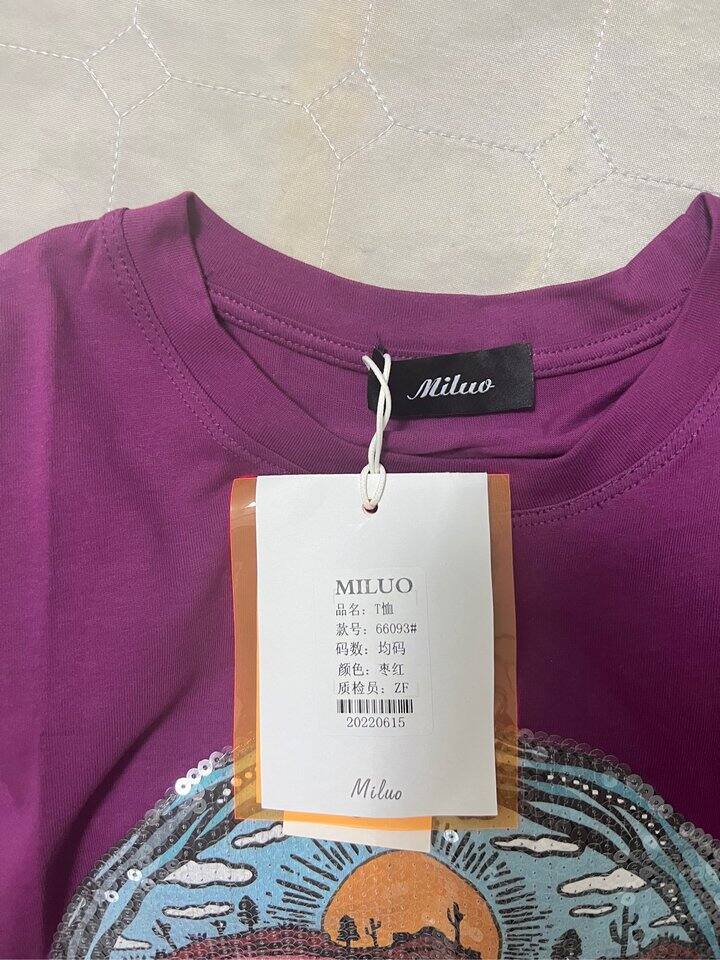 Miluo
MILUO
品名: T恤
款号: 66093#
码数: 均码
颜色: 枣红
质检员: ZF
20220615
Miluo